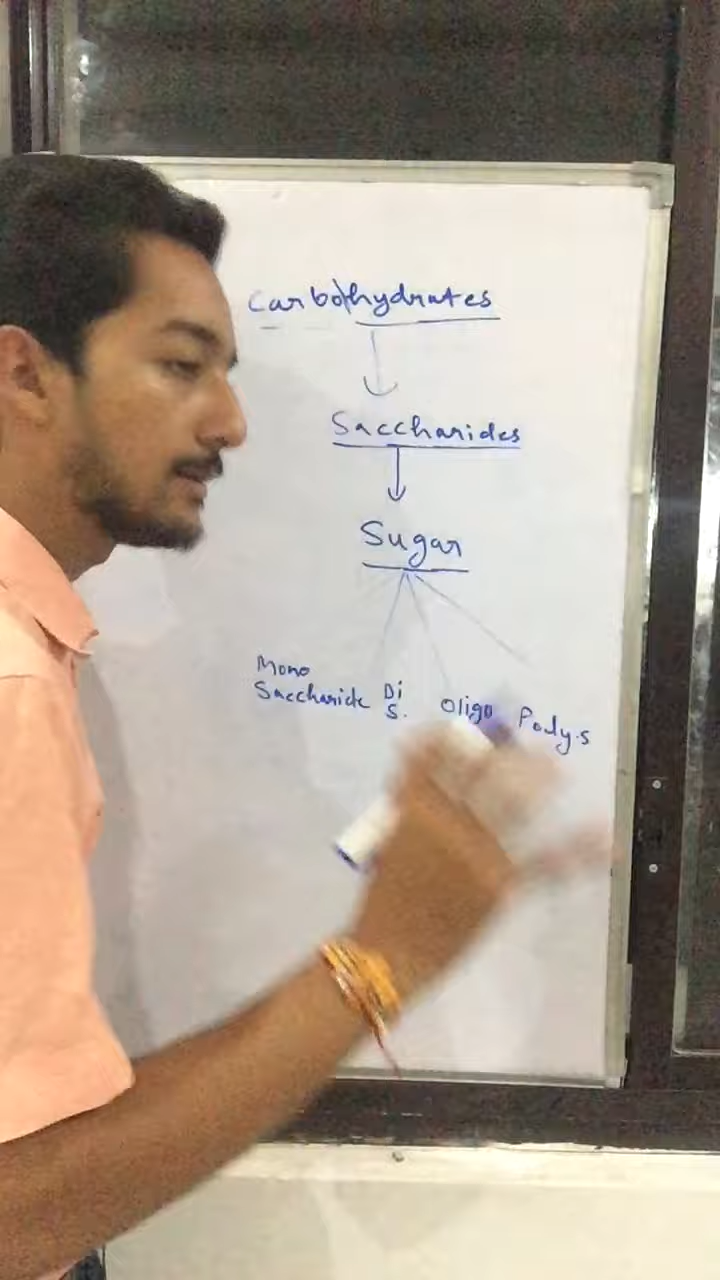 Carbohydrates
Saccharides
Sugar
Mono Di Oligo Poly.s
Saccharide S.